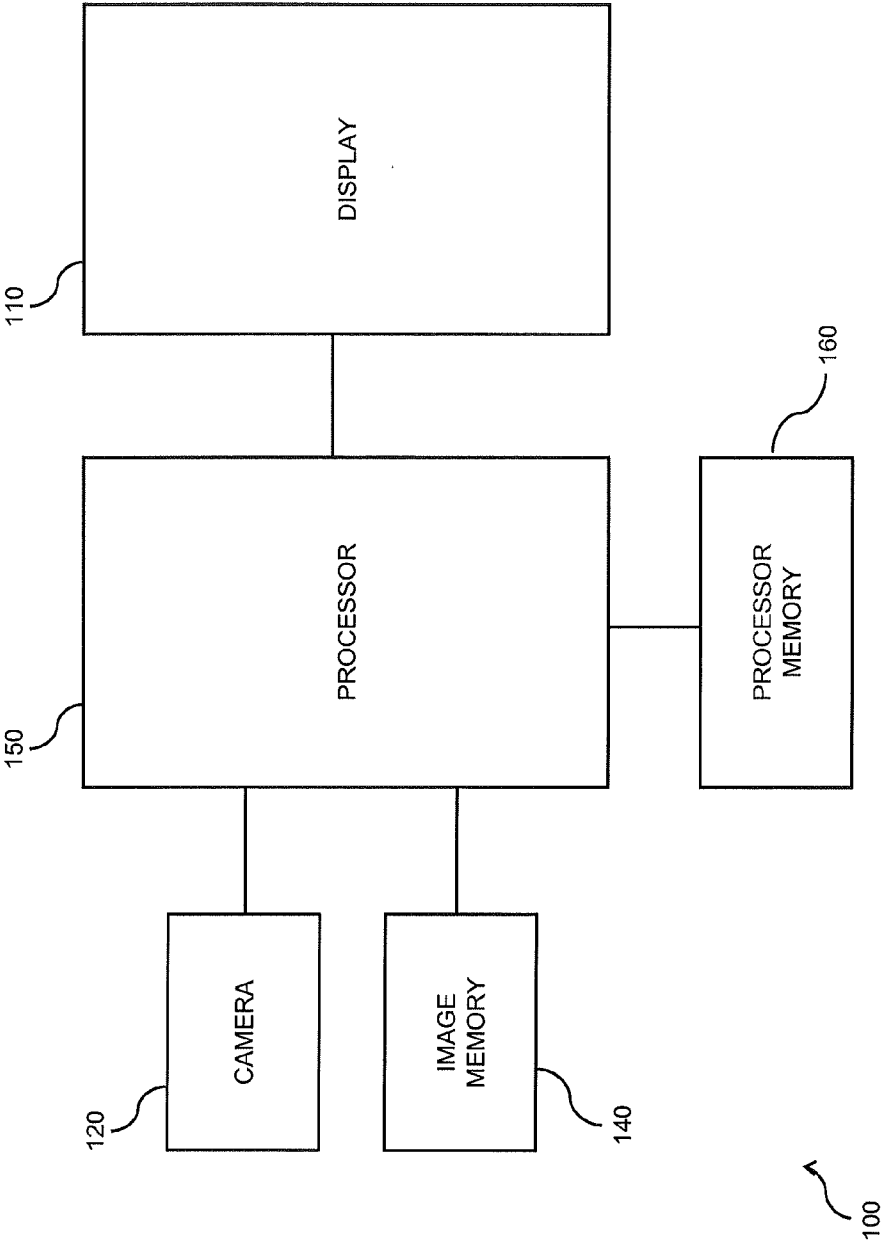 110
DISPLAY
150
PROCESSOR
160
PROCESSOR
MEMORY
120
CAMERA
IMAGE
MEMORY
140
100